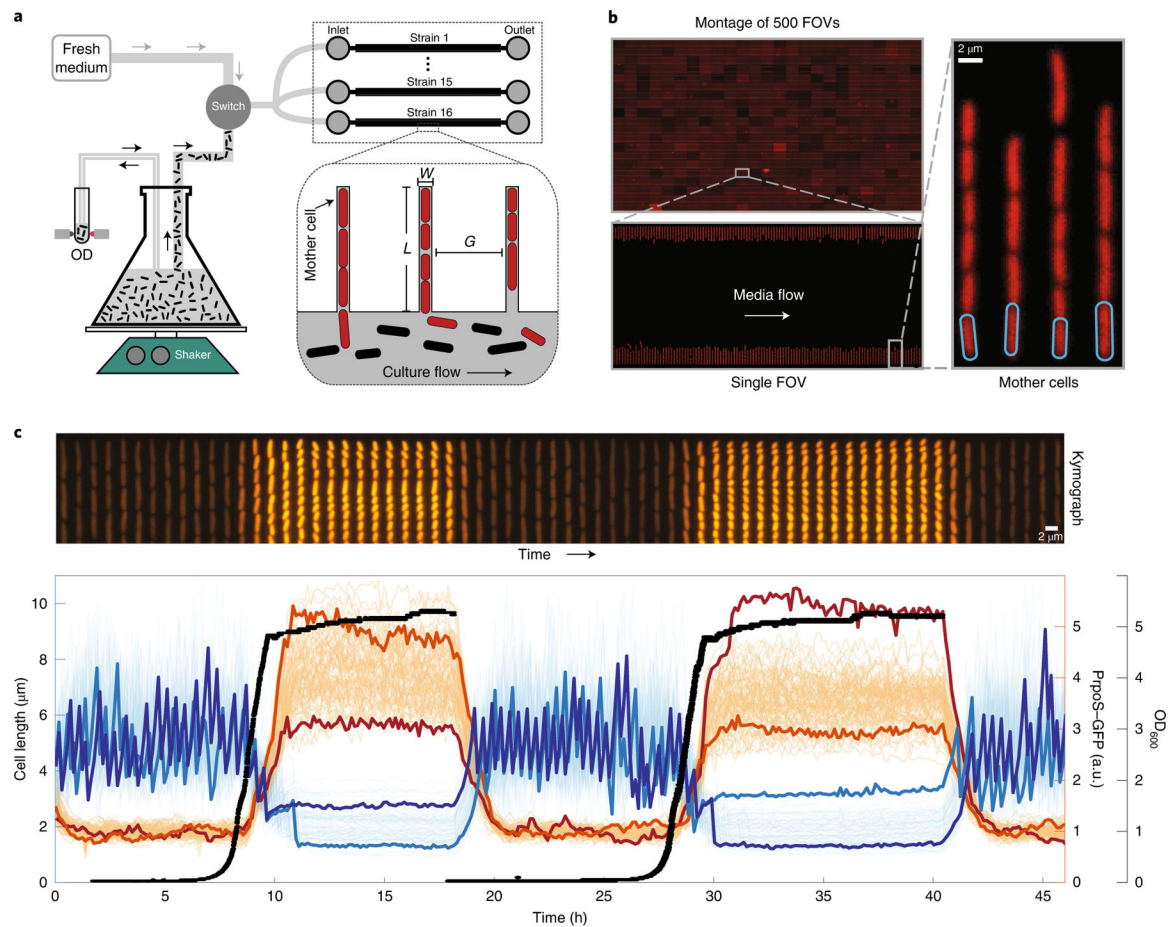 a
Fresh
medium
Switch
OD
Shaker
Inlet
Outlet
Strain 1
Strain 15
Strain 16
Mother cell
W
L
G
Culture flow
b
Montage of 500 FOVs
Media flow
Single FOV
2 μm
Mother cells
c
Kymograph
2 μm
Time
Cell length (μm)
10
8
6
4
2
0
0
5
10
15
20
25
30
35
40
45
Time (h)
5
4
3
2
1
0
PrpoS–GFP (a.u.)
5
4
3
2
1
0
OD600